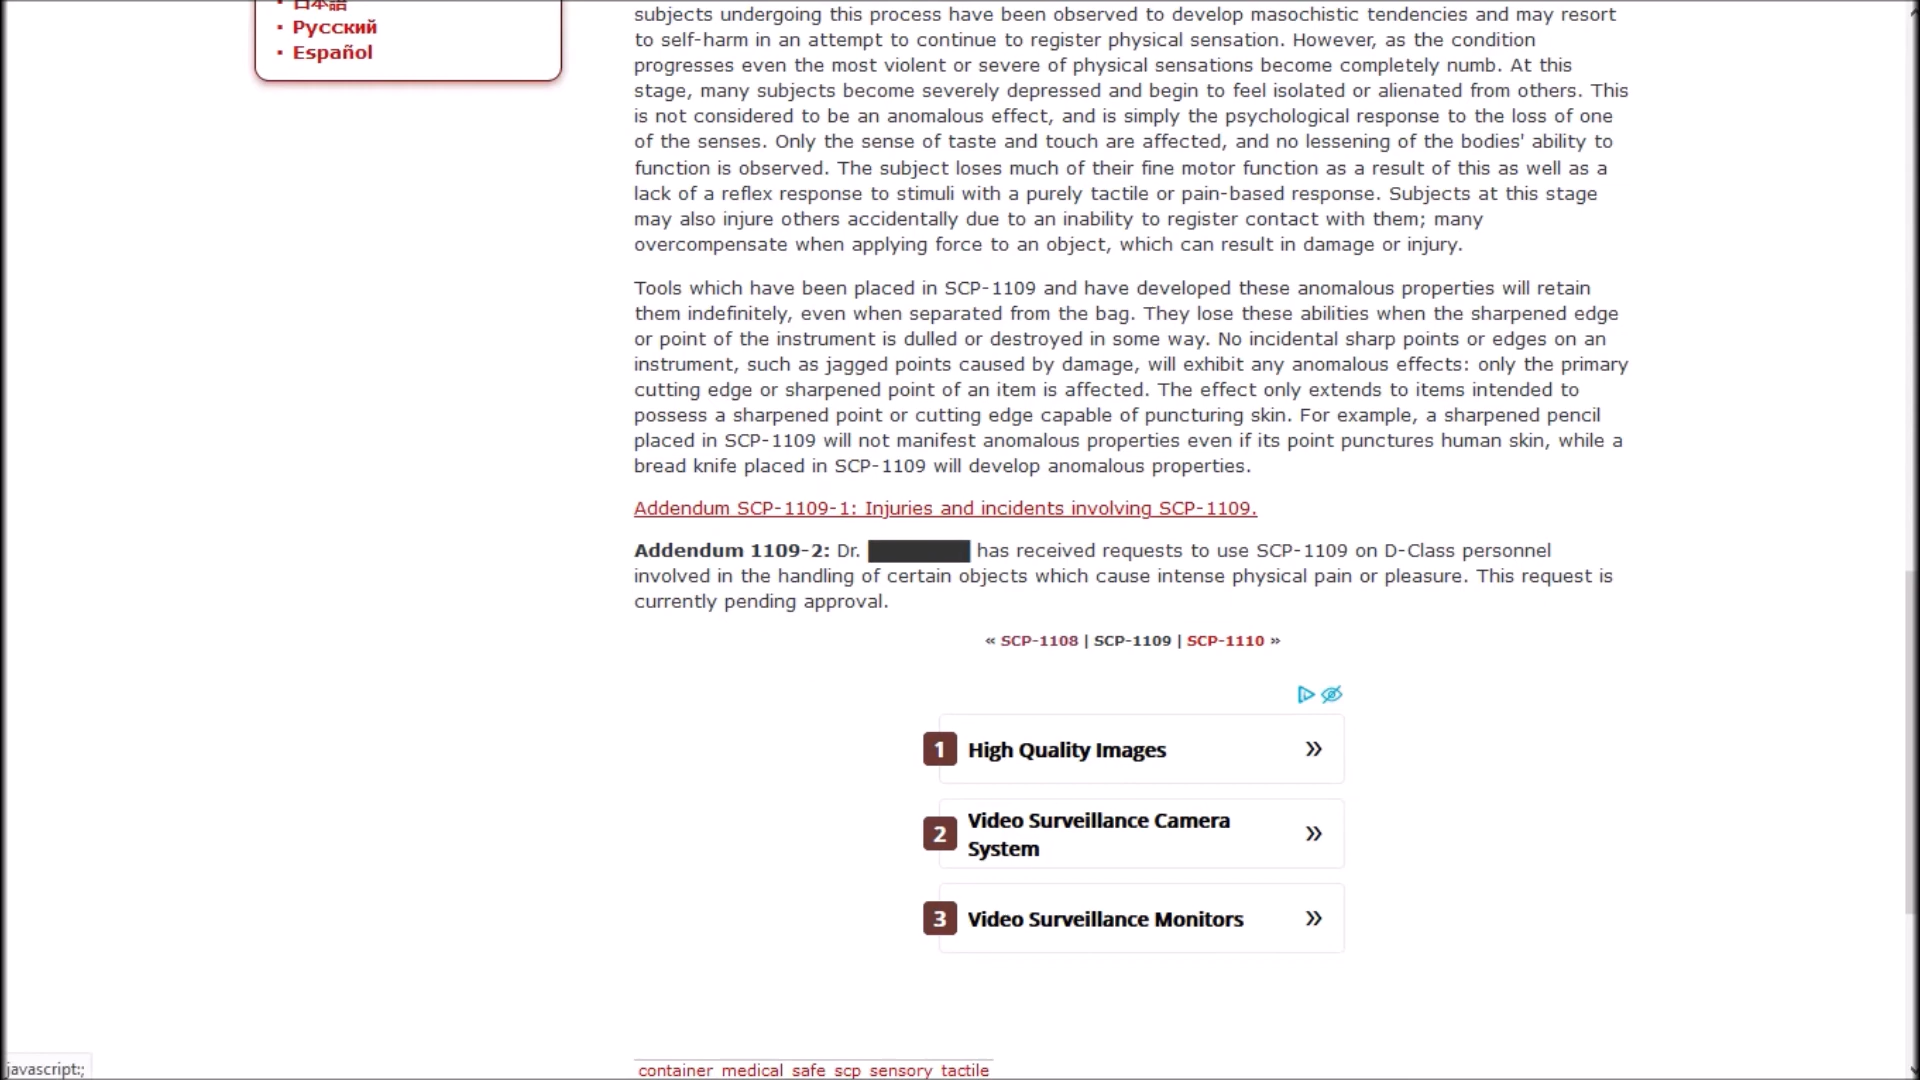 日本語
Русский
Español
subjects undergoing this process have been observed to develop masochistic tendencies and may resort
to self-harm in an attempt to continue to register physical sensation. However, as the condition
progresses even the most violent or severe of physical sensations become completely numb. At this
stage, many subjects become severely depressed and begin to feel isolated or alienated from others. This
is not considered to be an anomalous effect, and is simply the psychological response to the loss of one
of the senses. Only the sense of taste and touch are affected, and no lessening of the bodies' ability to
function is observed. The subject loses much of their fine motor function as a result of this as well as a
lack of a reflex response to stimuli with a purely tactile or pain-based response. Subjects at this stage
may also injure others accidentally due to an inability to register contact with them; many
overcompensate when applying force to an object, which can result in damage or injury.
Tools which have been placed in SCP-1109 and have developed these anomalous properties will retain
them indefinitely, even when separated from the bag. They lose these abilities when the sharpened edge
or point of the instrument is dulled or destroyed in some way. No incidental sharp points or edges on an
instrument, such as jagged points caused by damage, will exhibit any anomalous effects: only the primary
cutting edge or sharpened point of an item is affected. The effect only extends to items intended to
possess a sharpened point or cutting edge capable of puncturing skin. For example, a sharpened pencil
placed in SCP-1109 will not manifest anomalous properties even if its point punctures human skin, while a
bread knife placed in SCP-1109 will develop anomalous properties.
Addendum SCP-1109-1: Injuries and incidents involving SCP-1109.
Addendum 1109-2: Dr. ████████ has received requests to use SCP-1109 on D-Class personnel
involved in the handling of certain objects which cause intense physical pain or pleasure. This request is
currently pending approval.
« SCP-1108 | SCP-1109 | SCP-1110 »
1 High Quality Images »
2 Video Surveillance Camera
System »
3 Video Surveillance Monitors »
container medical safe scp sensory tactile
javascript:;